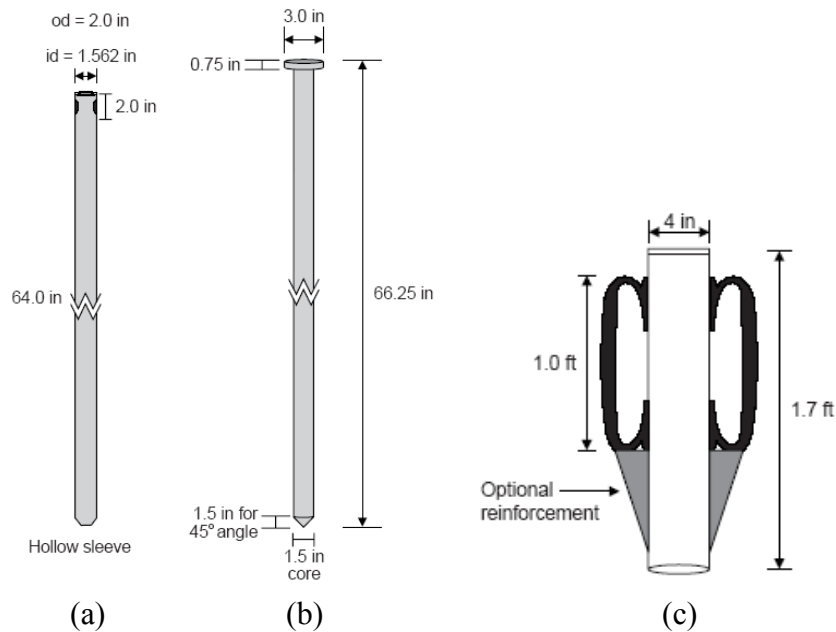 od = 2.0 in
id = 1.562 in
2.0 in
64.0 in
Hollow sleeve
(a)
3.0 in
0.75 in
66.25 in
1.5 in for
45° angle
1.5 in
core
(b)
4 in
1.0 ft
1.7 ft
Optional
reinforcement
(c)